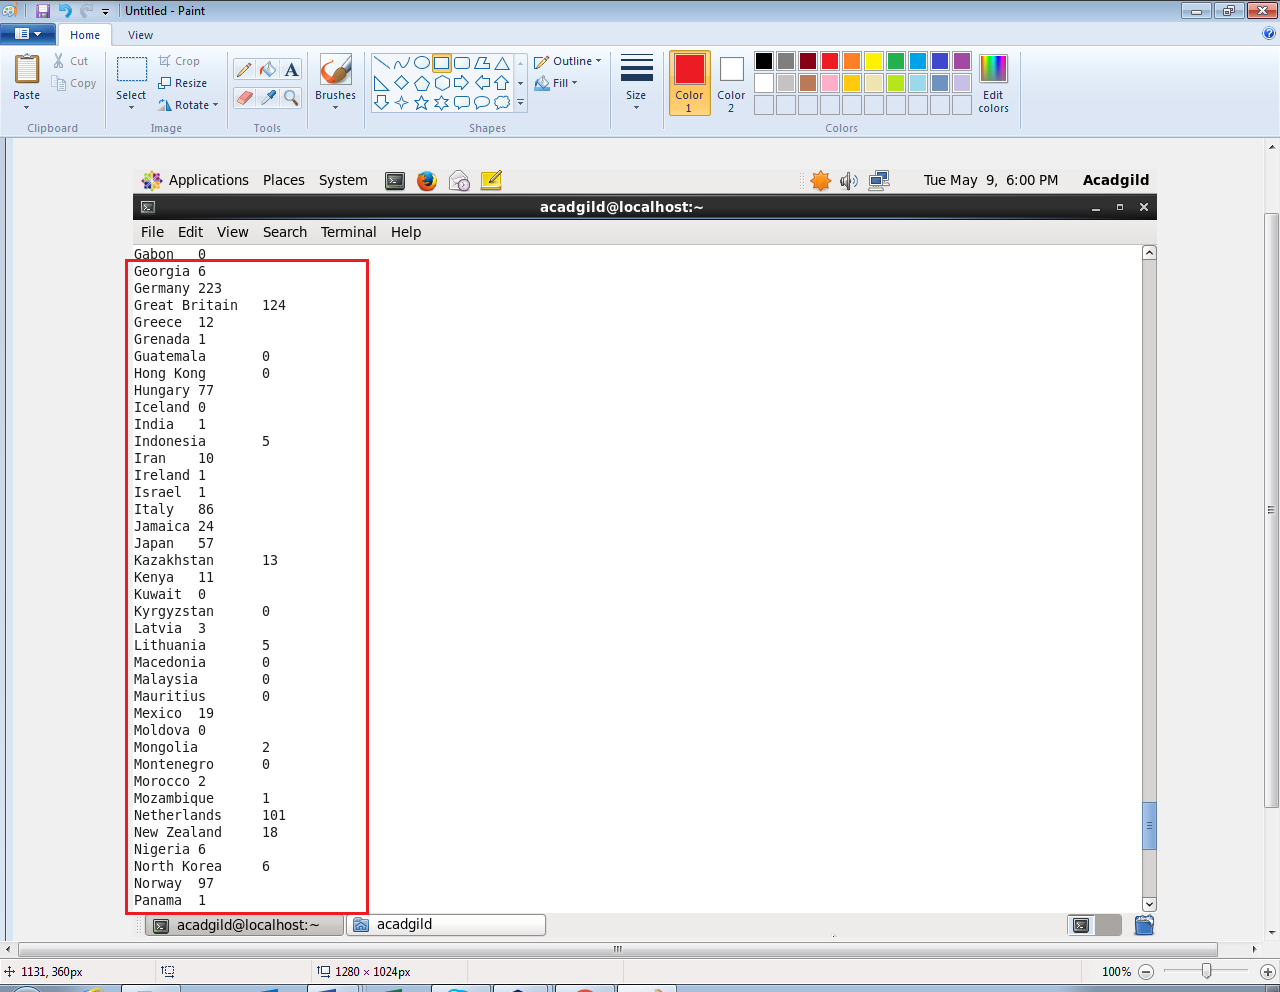 Untitled - Paint
Home View
Paste
Cut
Copy
Clipboard
Select
Crop
Resize
Rotate
Image
Tools
Brushes
Outline
Fill
Shapes
Size
Color 1
Color 2
Edit colors
Colors
Applications Places System Tue May 9, 6:00 PM Acadgild
acadgild@localhost:~
File Edit View Search Terminal Help
Gabon 0
Georgia 6
Germany 223
Great Britain 124
Greece 12
Grenada 1
Guatemala 0
Hong Kong 0
Hungary 77
Iceland 0
India 1
Indonesia 5
Iran 10
Ireland 1
Israel 1
Italy 86
Jamaica 24
Japan 57
Kazakhstan 13
Kenya 11
Kuwait 0
Kyrgyzstan 0
Latvia 3
Lithuania 5
Macedonia 0
Malaysia 0
Mauritius 0
Mexico 19
Moldova 0
Mongolia 2
Montenegro 0
Morocco 2
Mozambique 1
Netherlands 101
New Zealand 18
Nigeria 6
North Korea 6
Norway 97
Panama 1
acadgild@localhost:~ acadgild
1131, 360px 1280 × 1024px 100%